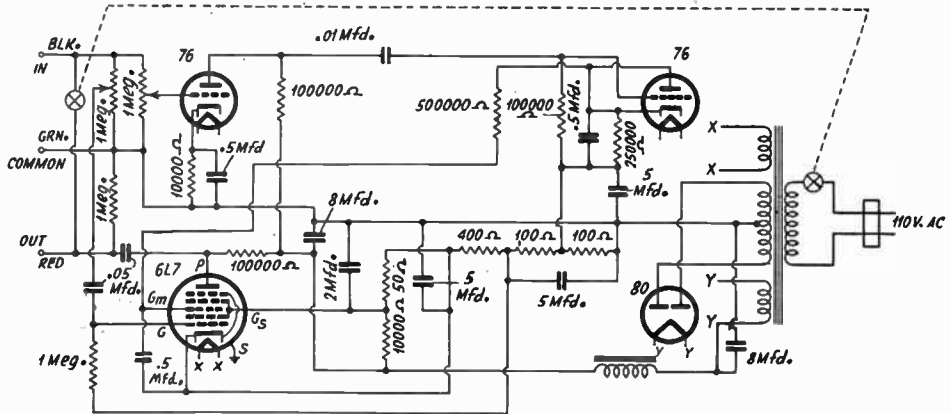 BLK.
IN
76
.01 Mfd.
76
1 Meg.
1 Meg.
100000 Ω
500000 Ω
100000 Ω
.5 Mfd.
250000 Ω
X
X
GRN.
COMMON
10000 Ω
.5 Mfd
5 Mfd.
110V. AC
1 Meg.
8 Mfd.
400 Ω
100 Ω
100 Ω
OUT
RED
.05 Mfd.
6L7
P
100000 Ω
2 Mfd.
50 Ω
5 Mfd.
5 Mfd.
80
Y
Y
Gm
G
Gs
S
10000 Ω
1 Meg.
.5 Mfd.
X X
Y Y
8 Mfd.